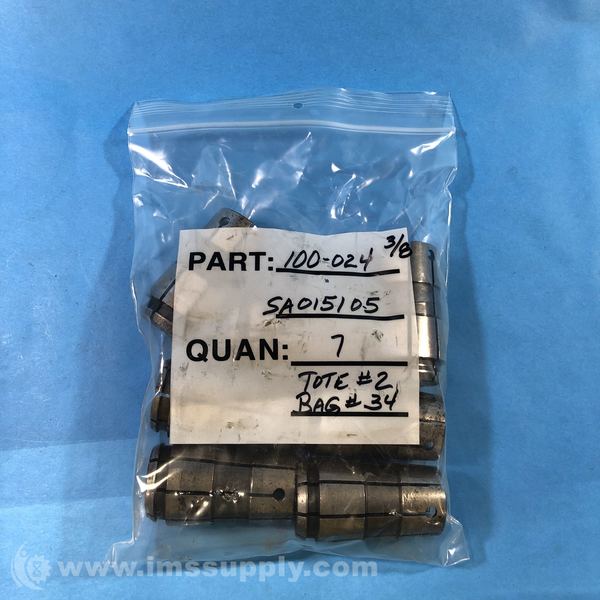 PART: 100-024 3/8
SA015105
QUAN: 7
TOTE #2
BAG # 34
www.imssupply.com